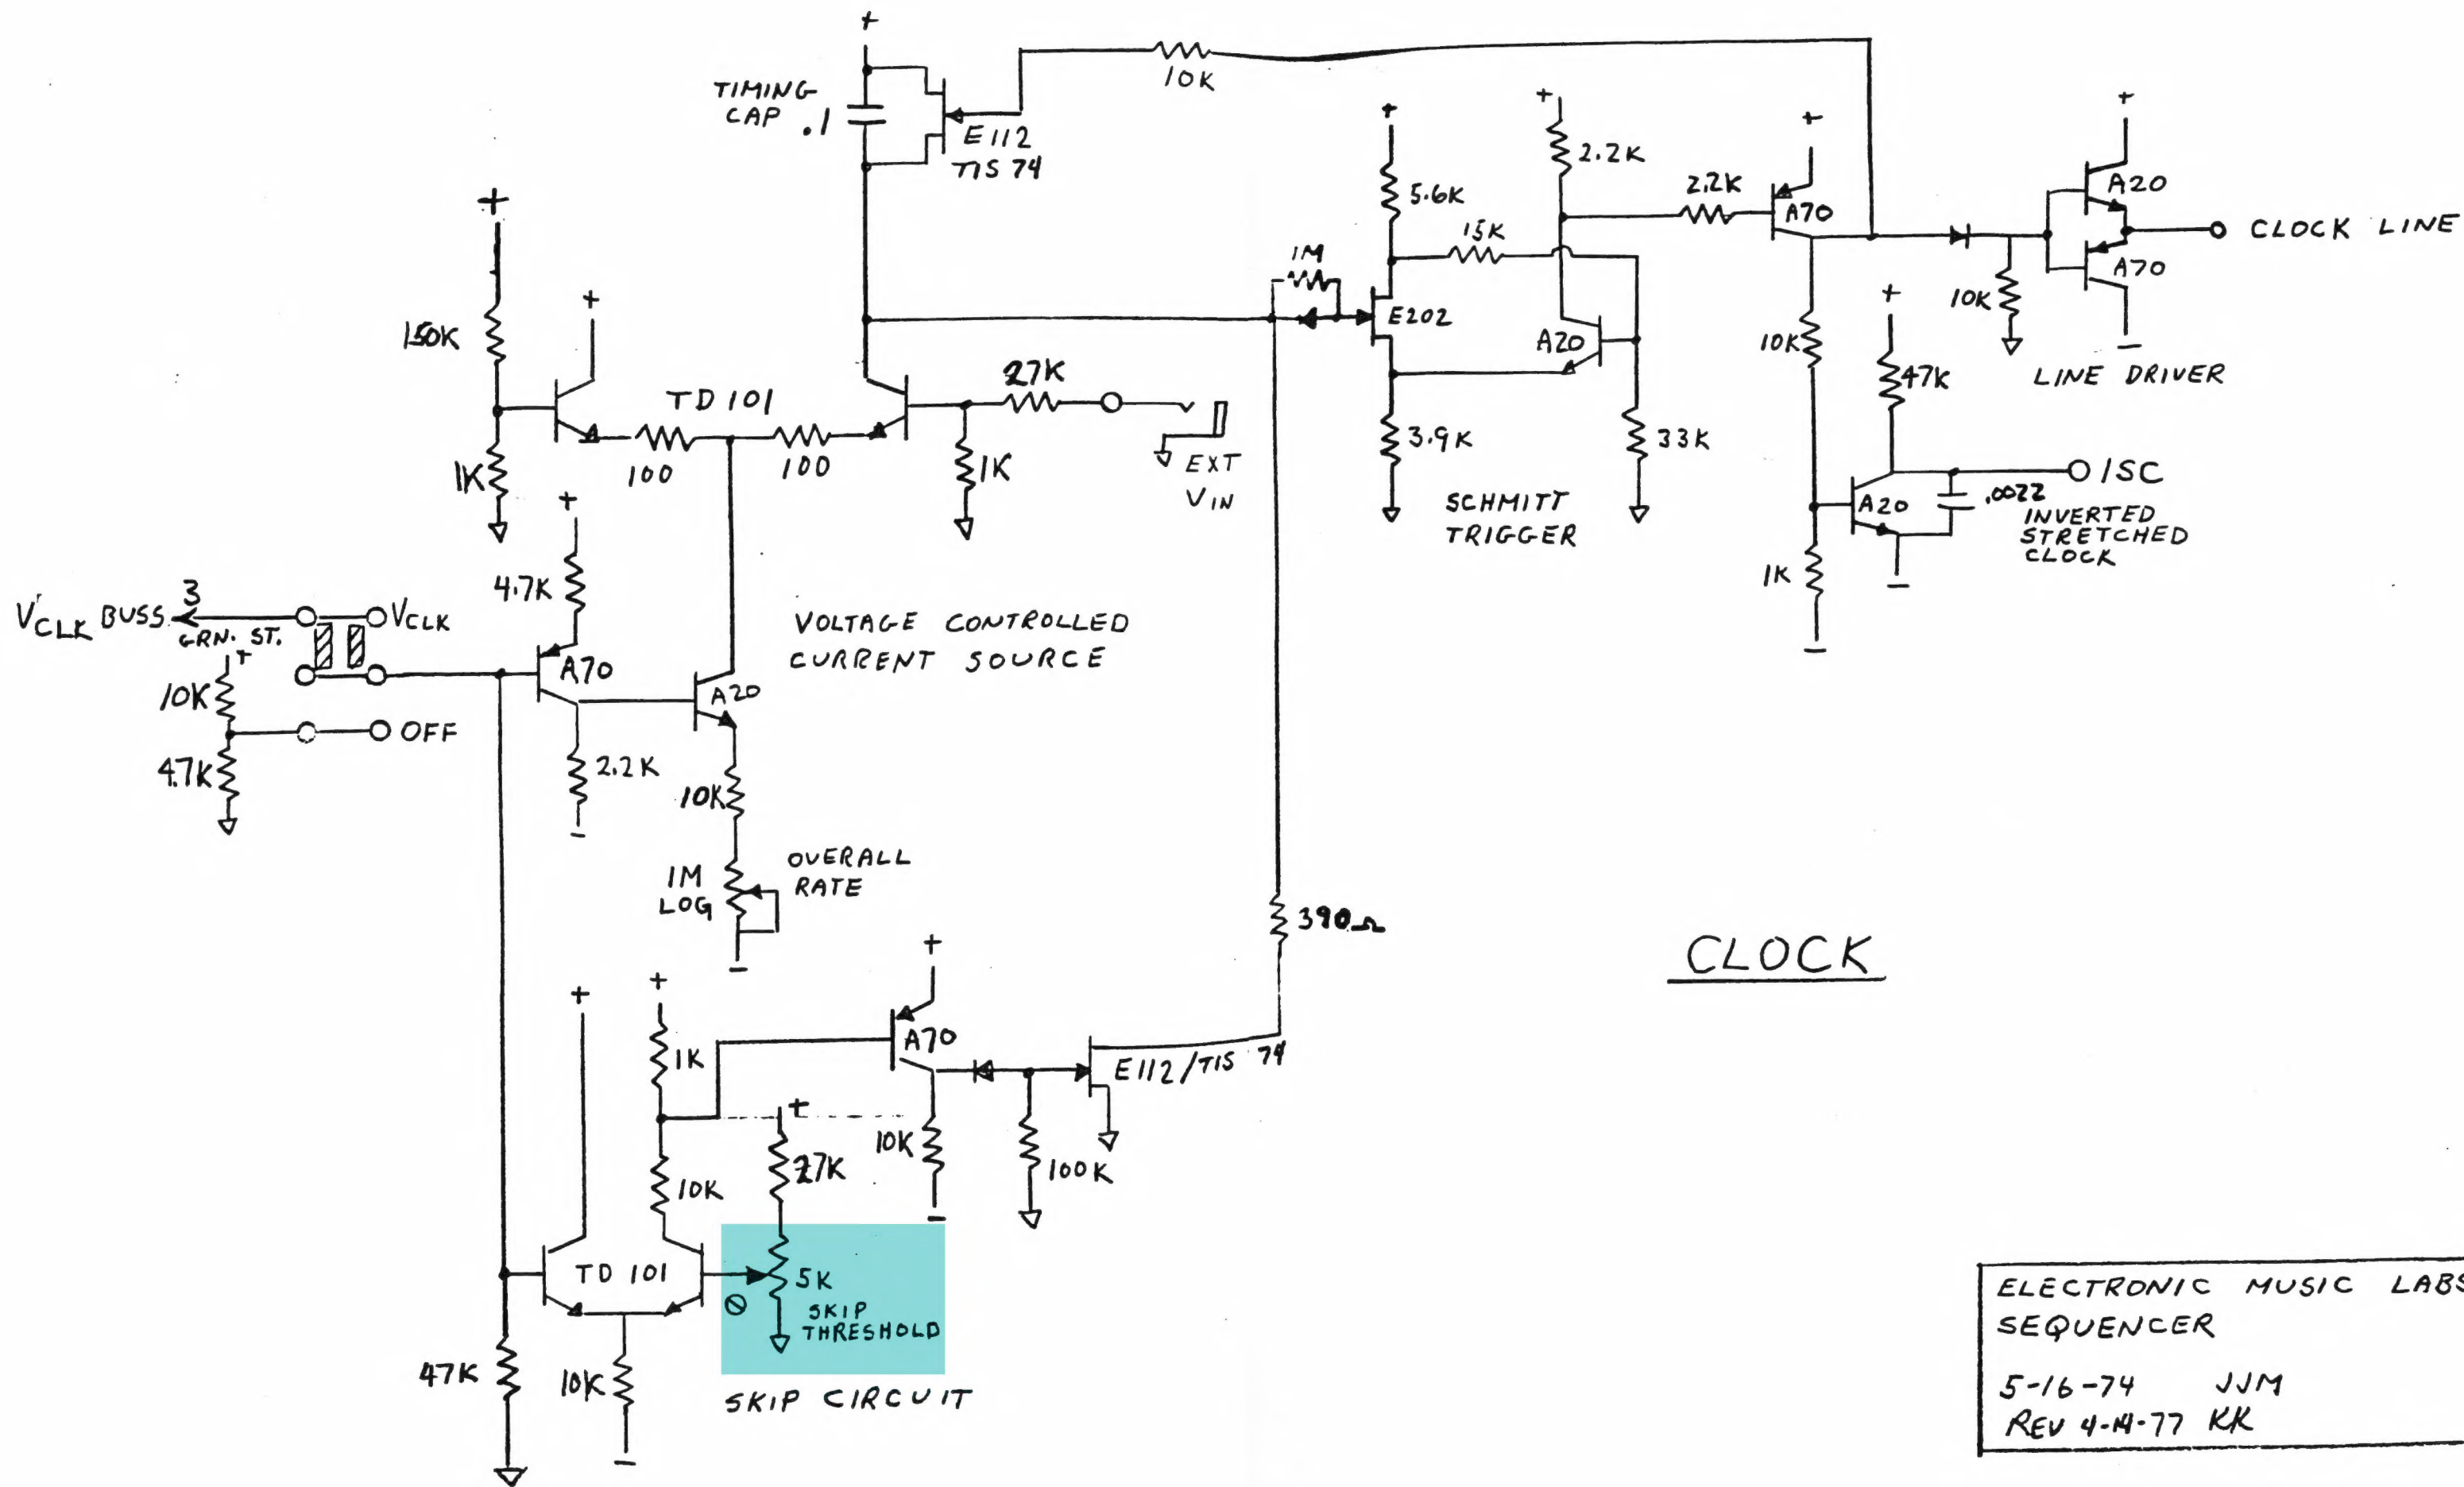 +
10K
TIMING
CAP .1
E112
TIS 74
+
5.6K
+
2.2K
2.2K
+
A70
+
A20
A70
CLOCK LINE
10K
LINE DRIVER
15K
1M
E202
A20
3.9K
33K
SCHMITT
TRIGGER
10K
+
47K
1SC
A20
.0022
INVERTED
STRETCHED
CLOCK
1K
+
150K
+
TD 101
27K
1K
100
100
1K
EXT
VIN
+
4.7K
V'CLK BUSS
3
GRN. ST.
VCLK
+
10K
OFF
4.7K
A70
A20
VOLTAGE CONTROLLED
CURRENT SOURCE
2.2K
10K
1M
LOG
OVERALL
RATE
390Ω
CLOCK
+
+
1K
+
A70
E112/TIS 74
+
27K
10K
100K
10K
TD 101
5K
SKIP
THRESHOLD
47K
10K
SKIP CIRCUIT
ELECTRONIC MUSIC LABS
SEQUENCER
5-16-74 JJM
REV 4-14-77 KK